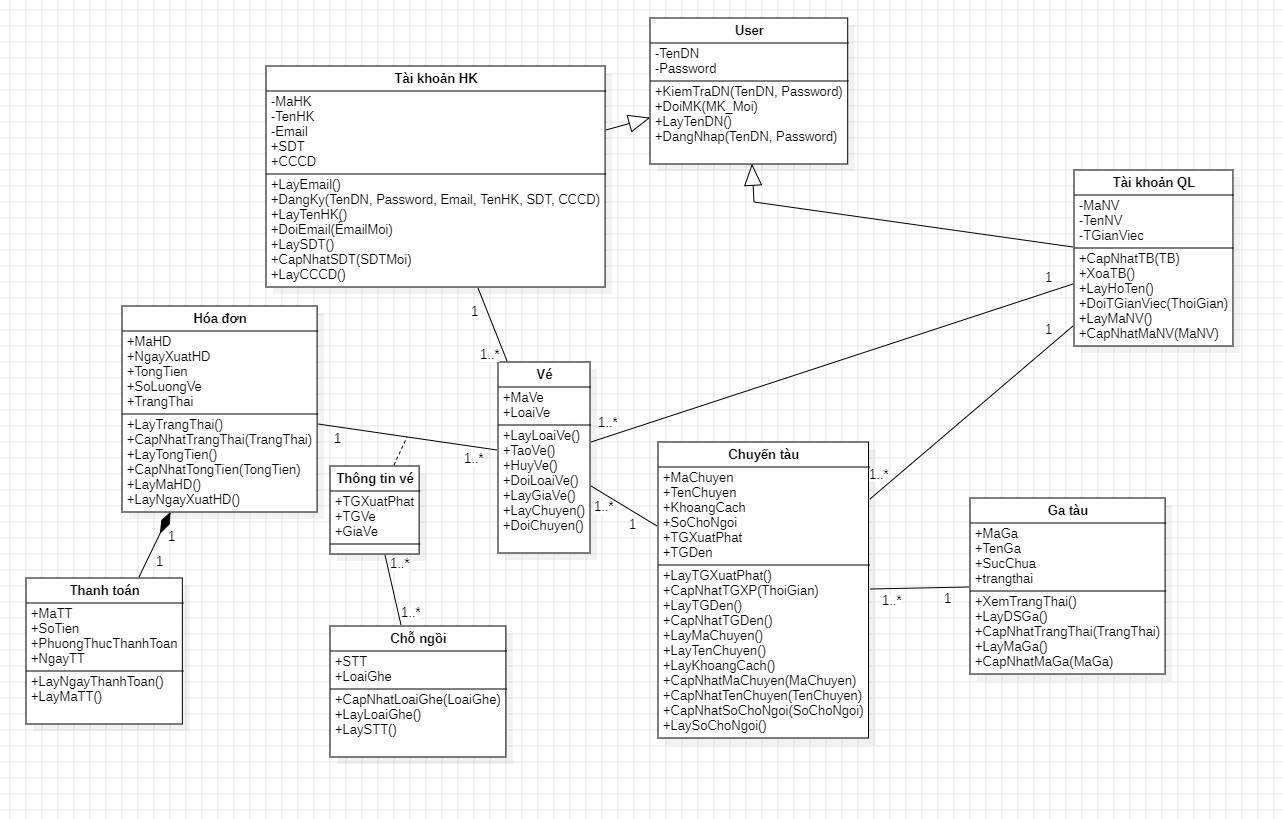 User
-TenDN
-Password
+KiemTraDN(TenDN, Password)
+DoiMK(MK_Moi)
+LayTenDN()
+DangNhap(TenDN, Password)
Tài khoản HK
-MaHK
-TenHK
-Email
+SDT
+CCCD
+LayEmail()
+DangKy(TenDN, Password, Email, TenHK, SDT, CCCD)
+LayTenHK()
+DoiEmail(EmailMoi)
+LaySDT()
+CapNhatSDT(SDTMoi)
+LayCCCD()
Tài khoản QL
-MaNV
-TenNV
-TGianViec
+CapNhatTB(TB)
+XoaTB()
+LayHoTen()
+DoiTGianViec(ThoiGian)
+LayMaNV()
+CapNhatMaNV(MaNV)
1
1
1
1..*
Hóa đơn
+MaHD
+NgayXuatHD
+TongTien
+SoLuongVe
+TrangThai
+LayTrangThai()
+CapNhatTrangThai(TrangThai)
+LayTongTien()
+CapNhatTongTien(TongTien)
+LayMaHD()
+LayNgayXuatHD()
1
1..*
Vé
+MaVe
+LoaiVe
+LayLoaiVe()
+TaoVe()
+HuyVe()
+DoiLoaiVe()
+LayGiaVe()
+LayChuyen()
+DoiChuyen()
1..*
1..*
1
1..*
Thông tin vé
+TGXuatPhat
+TGVe
+GiaVe
1..*
1..*
Chuyến tàu
+MaChuyen
+TenChuyen
+KhoangCach
+SoChoNgoi
+TGXuatPhat
+TGDen
+LayTGXuatPhat()
+CapNhatTGXP(ThoiGian)
+LayTGDen()
+CapNhatTGDen()
+LayMaChuyen()
+LayTenChuyen()
+LayKhoangCach()
+CapNhatMaChuyen(MaChuyen)
+CapNhatTenChuyen(TenChuyen)
+CapNhatSoChoNgoi(SoChoNgoi)
+LaySoChoNgoi()
1..*
1
Ga tàu
+MaGa
+TenGa
+SucChua
+trangthai
+XemTrangThai()
+LayDSGa()
+CapNhatTrangThai(TrangThai)
+LayMaGa()
+CapNhatMaGa(MaGa)
1
1
Thanh toán
+MaTT
+SoTien
+PhuongThucThanhToan
+NgayTT
+LayNgayThanhToan()
+LayMaTT()
Chỗ ngồi
+STT
+LoaiGhe
+CapNhatLoaiGhe(LoaiGhe)
+LayLoaiGhe()
+LaySTT()